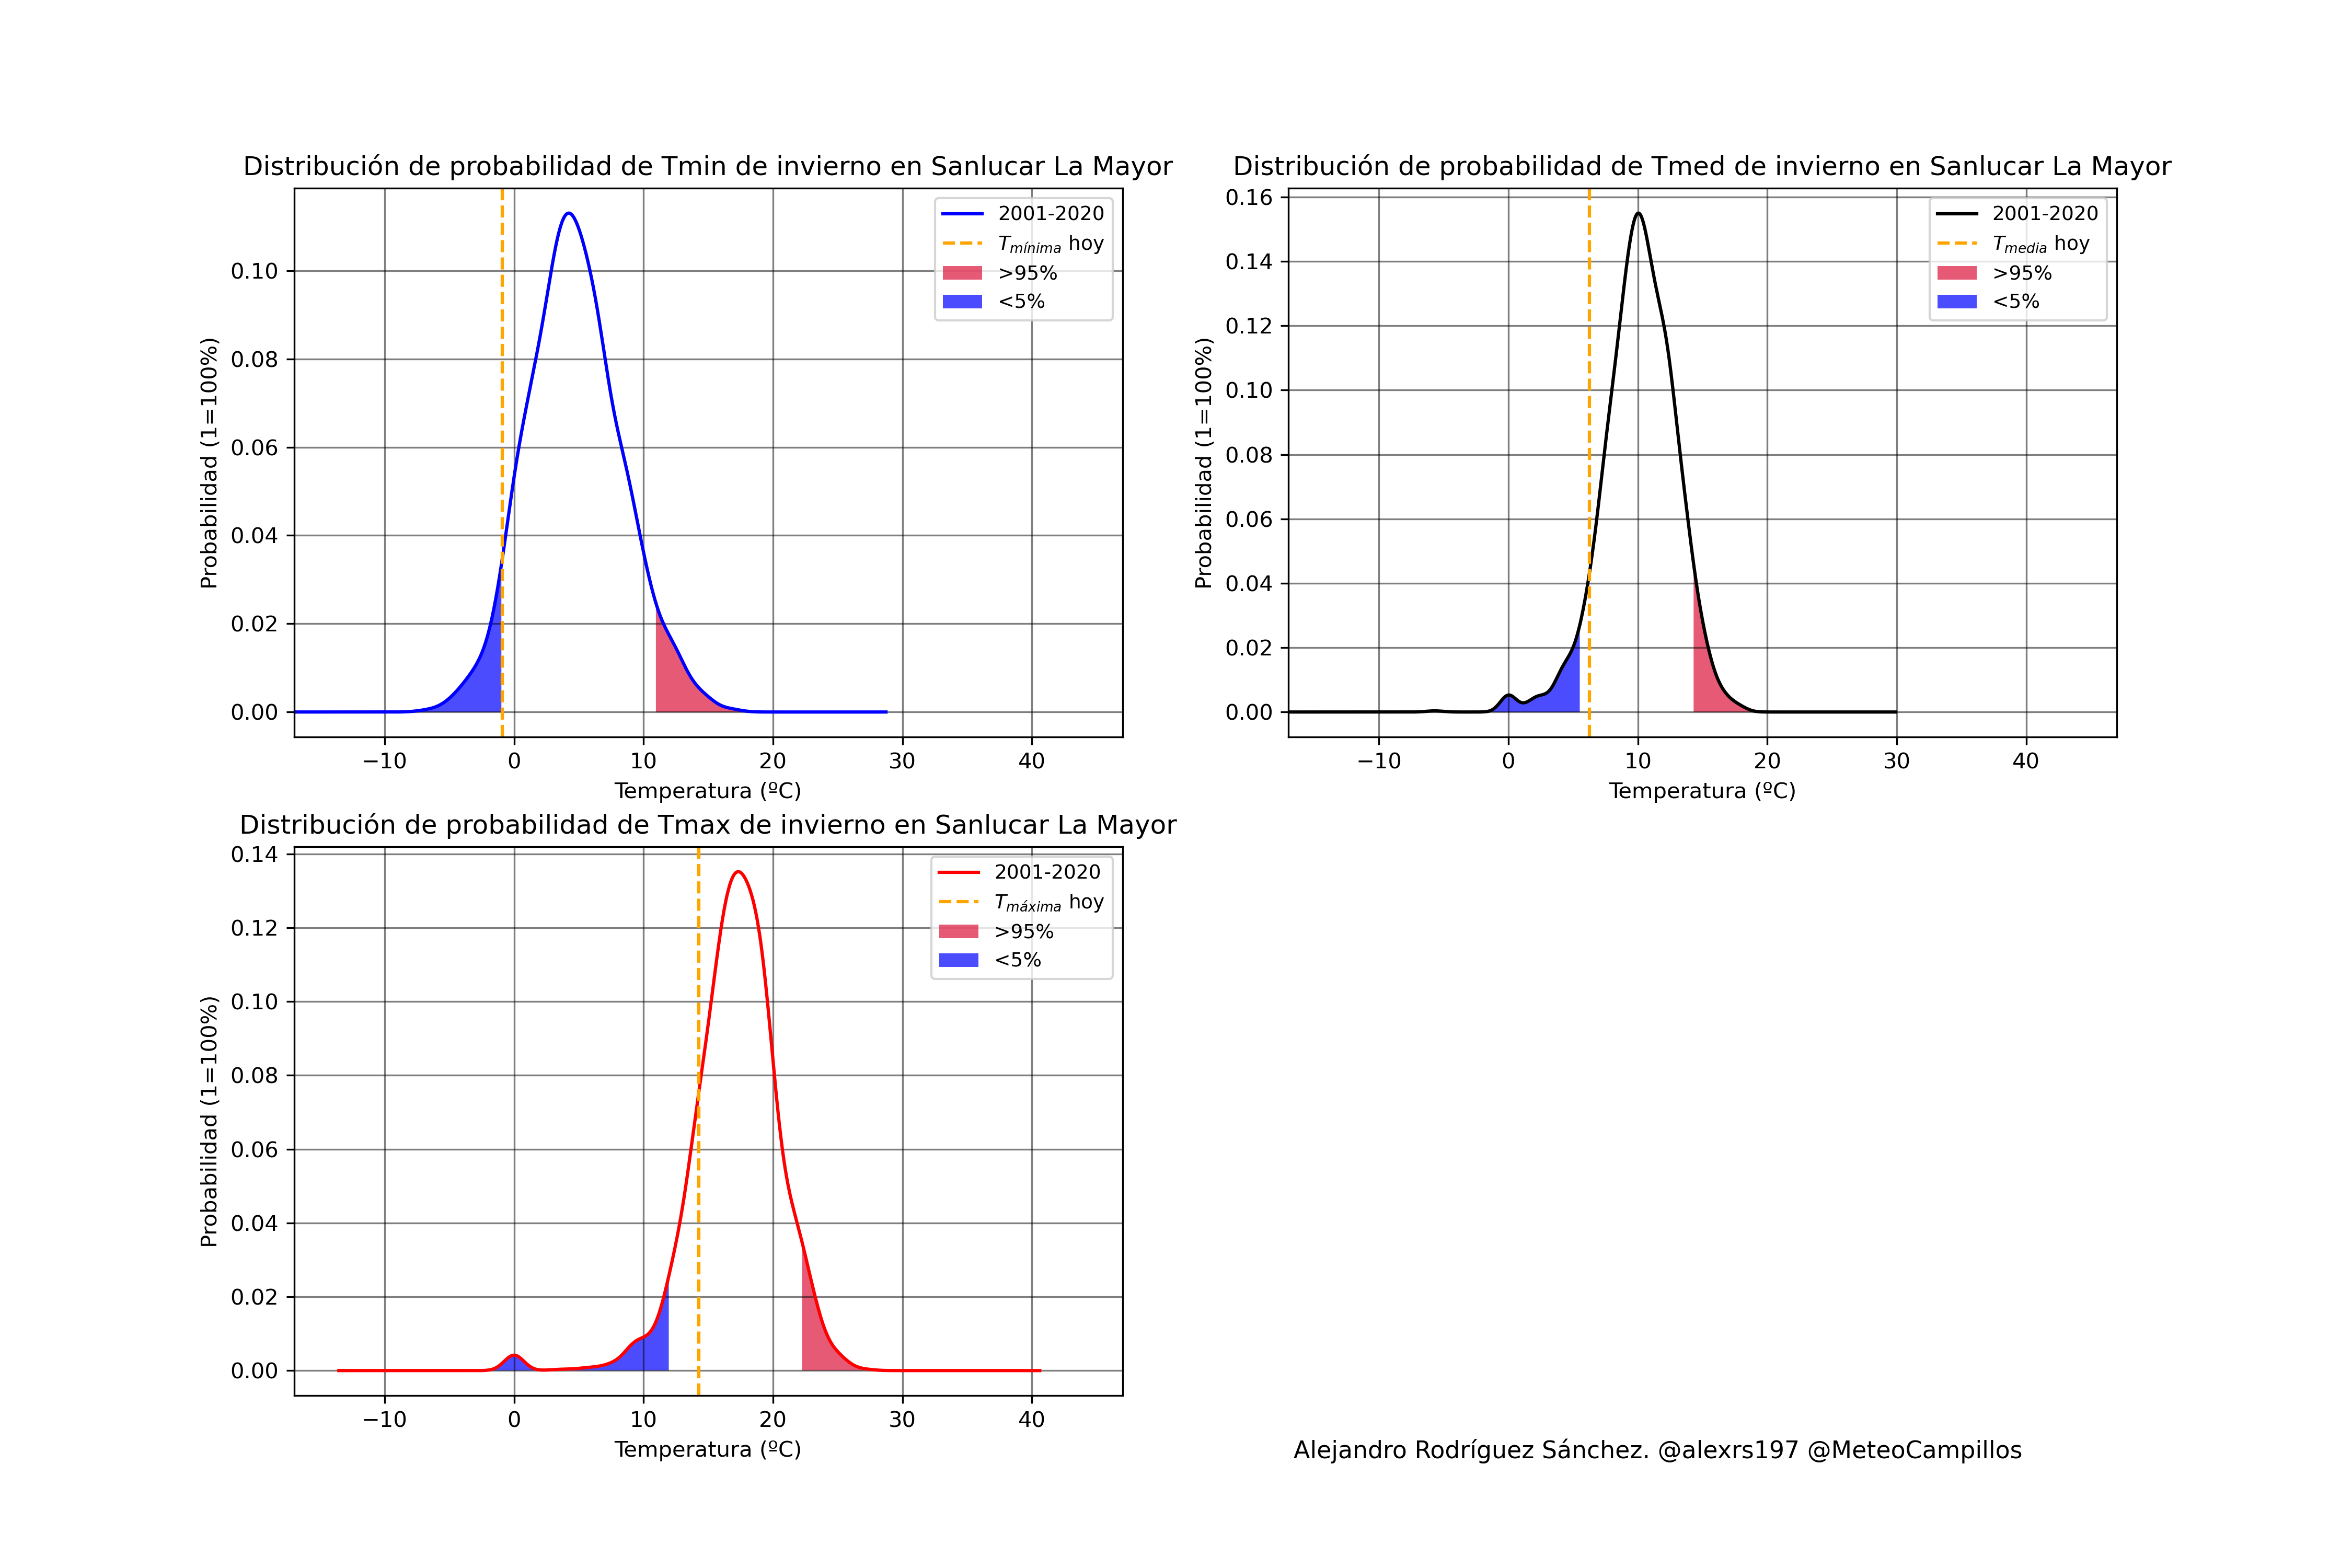 Distribución de probabilidad de Tmin de invierno en Sanlucar La Mayor
2001-2020
Tmínima hoy
>95%
<5%
Probabilidad (1=100%)
0.10
0.08
0.06
0.04
0.02
0.00
−10 0 10 20 30 40
Temperatura (ºC)
Distribución de probabilidad de Tmed de invierno en Sanlucar La Mayor
2001-2020
Tmedia hoy
>95%
<5%
Probabilidad (1=100%)
0.16
0.14
0.12
0.10
0.08
0.06
0.04
0.02
0.00
−10 0 10 20 30 40
Temperatura (ºC)
Distribución de probabilidad de Tmax de invierno en Sanlucar La Mayor
2001-2020
Tmáxima hoy
>95%
<5%
Probabilidad (1=100%)
0.14
0.12
0.10
0.08
0.06
0.04
0.02
0.00
−10 0 10 20 30 40
Temperatura (ºC)
Alejandro Rodríguez Sánchez. @alexrs197 @MeteoCampillos